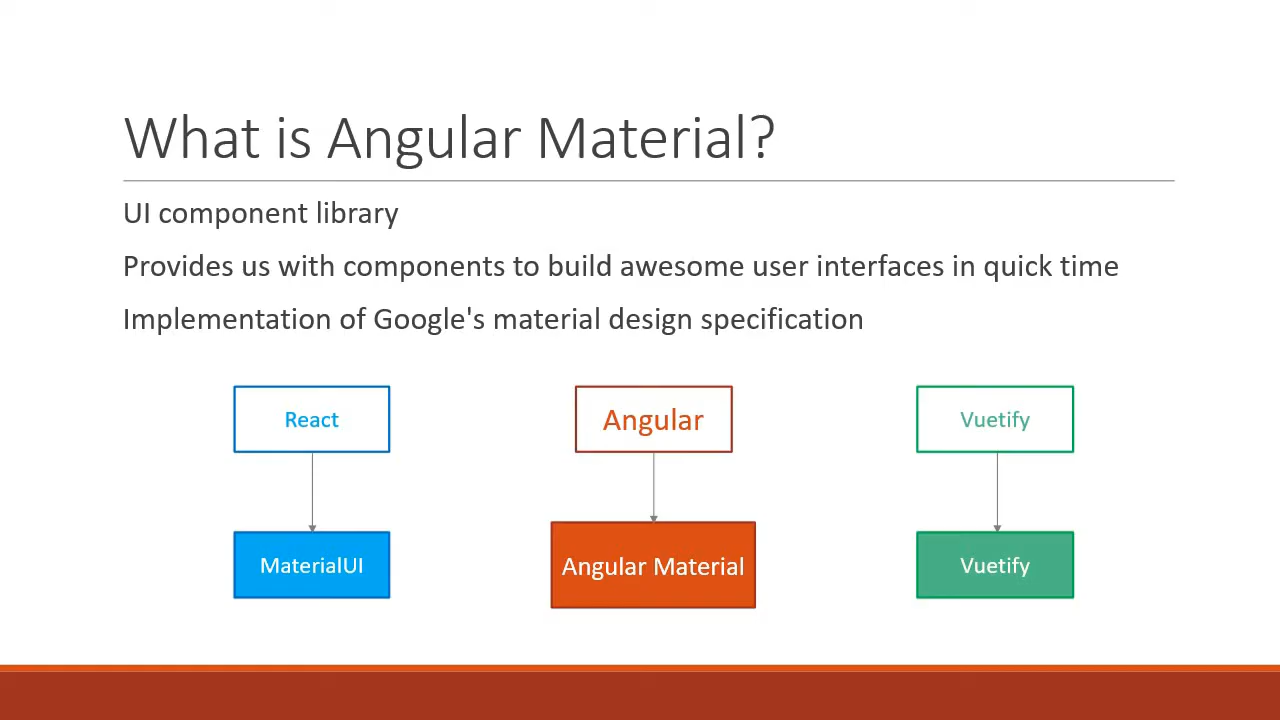 What is Angular Material?
UI component library
Provides us with components to build awesome user interfaces in quick time
Implementation of Google's material design specification
React
Angular
Vuetify
MaterialUI
Angular Material
Vuetify